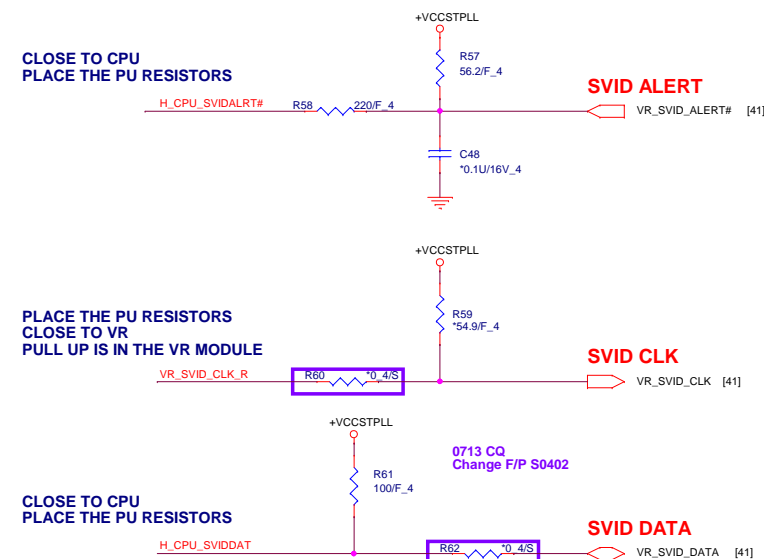 +VCCSTPLL
CLOSE TO CPU
PLACE THE PU RESISTORS
R57
56.2/F_4
SVID ALERT
H_CPU_SVIDALRT#
R58
220/F_4
VR_SVID_ALERT# [41]
C48
*0.1U/16V_4
+VCCSTPLL
PLACE THE PU RESISTORS
CLOSE TO VR
PULL UP IS IN THE VR MODULE
R59
*54.9/F_4
SVID CLK
VR_SVID_CLK_R
R60
*0_4/S
VR_SVID_CLK [41]
+VCCSTPLL
0713 CQ
Change F/P S0402
R61
100/F_4
CLOSE TO CPU
PLACE THE PU RESISTORS
SVID DATA
H_CPU_SVIDDAT
R62
*0_4/S
VR_SVID_DATA [41]